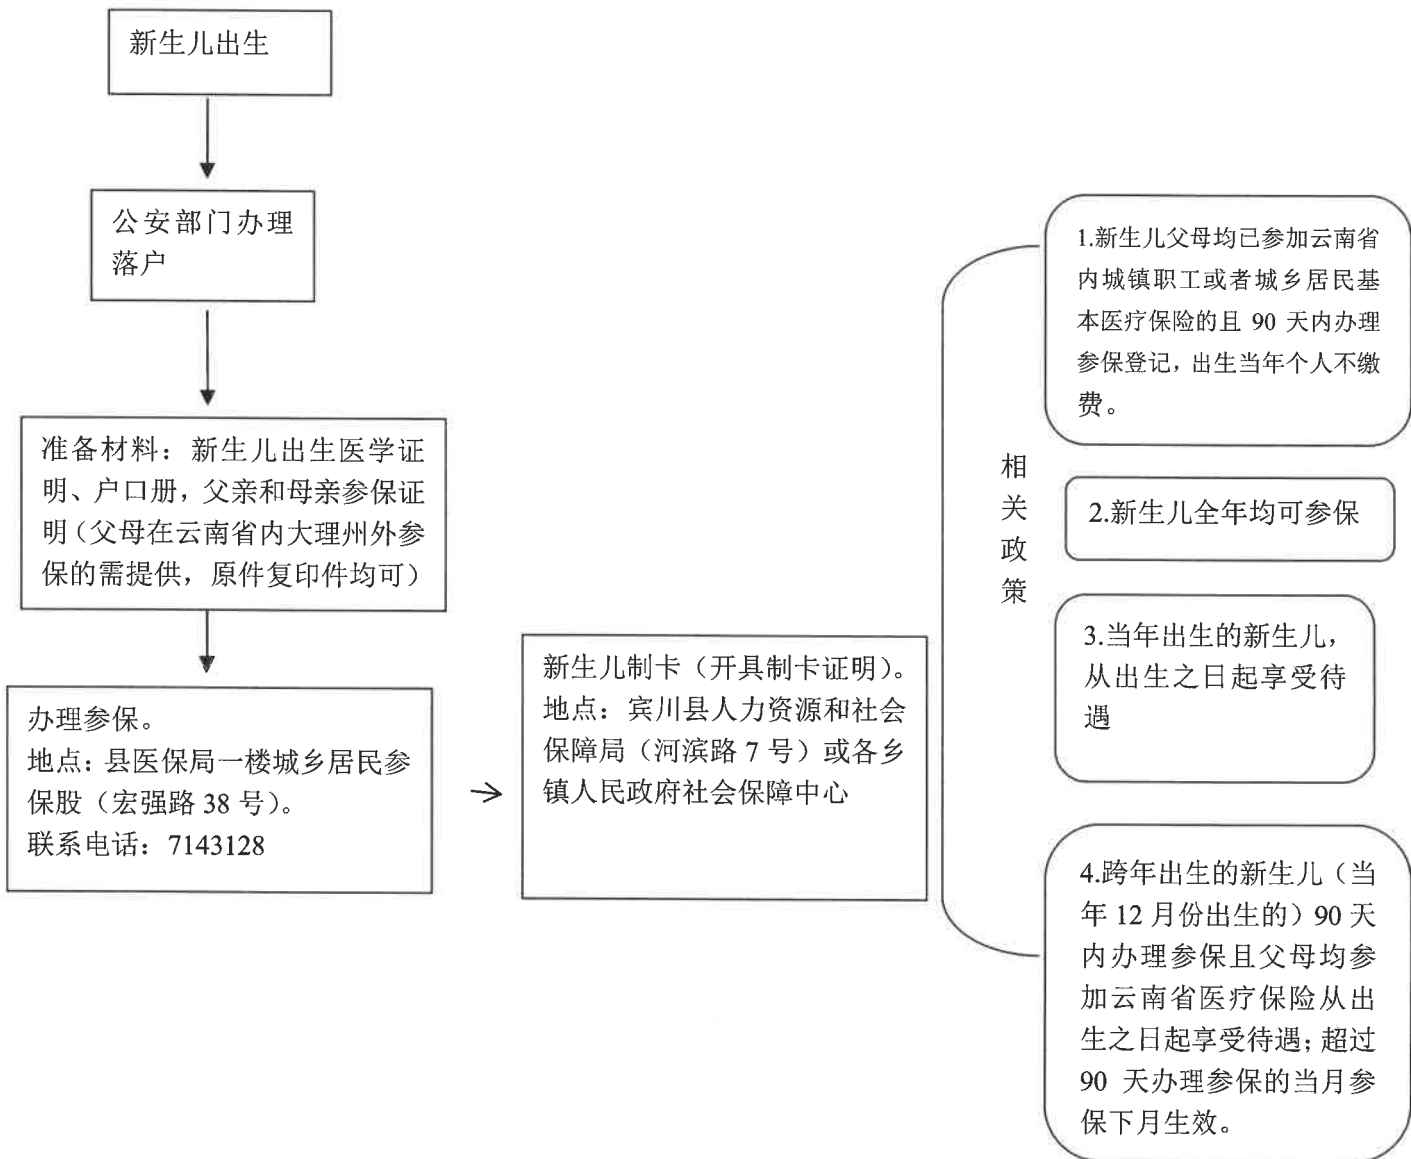 新生儿出生
公安部门办理
落户
准备材料：新生儿出生医学证
明、户口册，父亲和母亲参保证
明（父母在云南省内大理州外参
保的需提供，原件复印件均可）
办理参保。
地点：县医保局一楼城乡居民参
保股（宏强路 38 号）。
联系电话：7143128
新生儿制卡（开具制卡证明）。
地点：宾川县人力资源和社会
保障局（河滨路 7 号）或各乡
镇人民政府社会保障中心
相
关
政
策
1.新生儿父母均已参加云南省
内城镇职工或者城乡居民基
本医疗保险的且 90 天内办理
参保登记，出生当年个人不缴
费。
2.新生儿全年均可参保
3.当年出生的新生儿，
从出生之日起享受待
遇
4.跨年出生的新生儿（当
年 12 月份出生的）90 天
内办理参保且父母均参
加云南省医疗保险从出
生之日起享受待遇；超过
90 天办理参保的当月参
保下月生效。